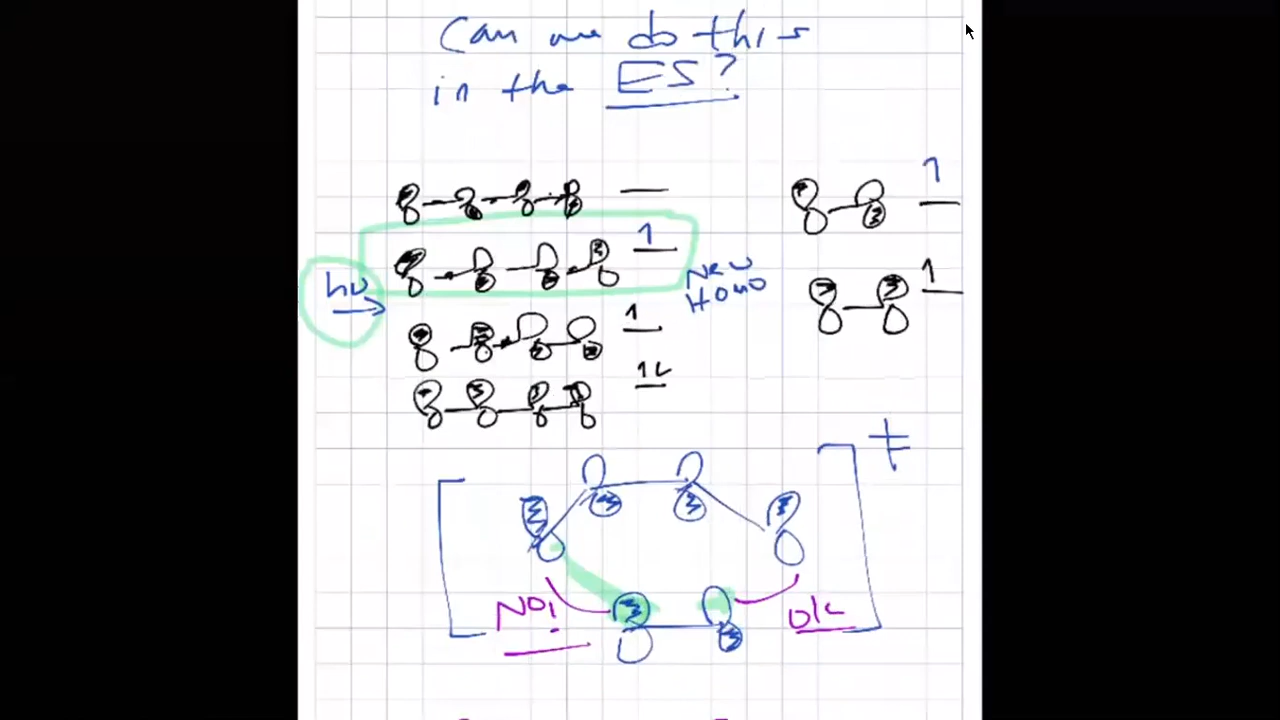 Can we do this
in the ES?
1
1
hν
New
HOMO
1
1
1L
NO!
OK
‡